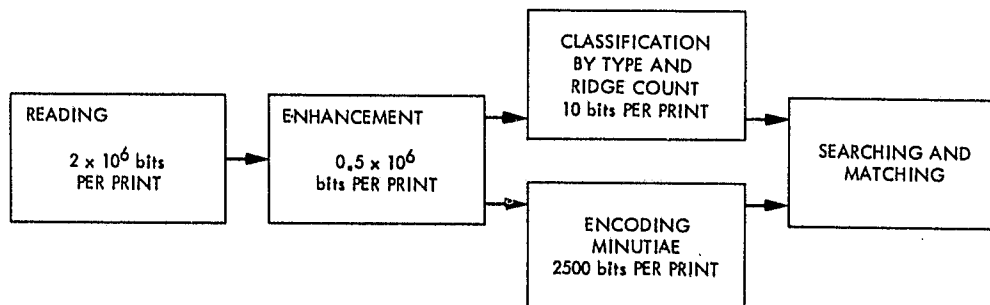 READING
2 x 10⁶ bits
PER PRINT
ENHANCEMENT
0.5 x 10⁶
bits PER PRINT
CLASSIFICATION
BY TYPE AND
RIDGE COUNT
10 bits PER PRINT
ENCODING
MINUTIAE
2500 bits PER PRINT
SEARCHING AND
MATCHING